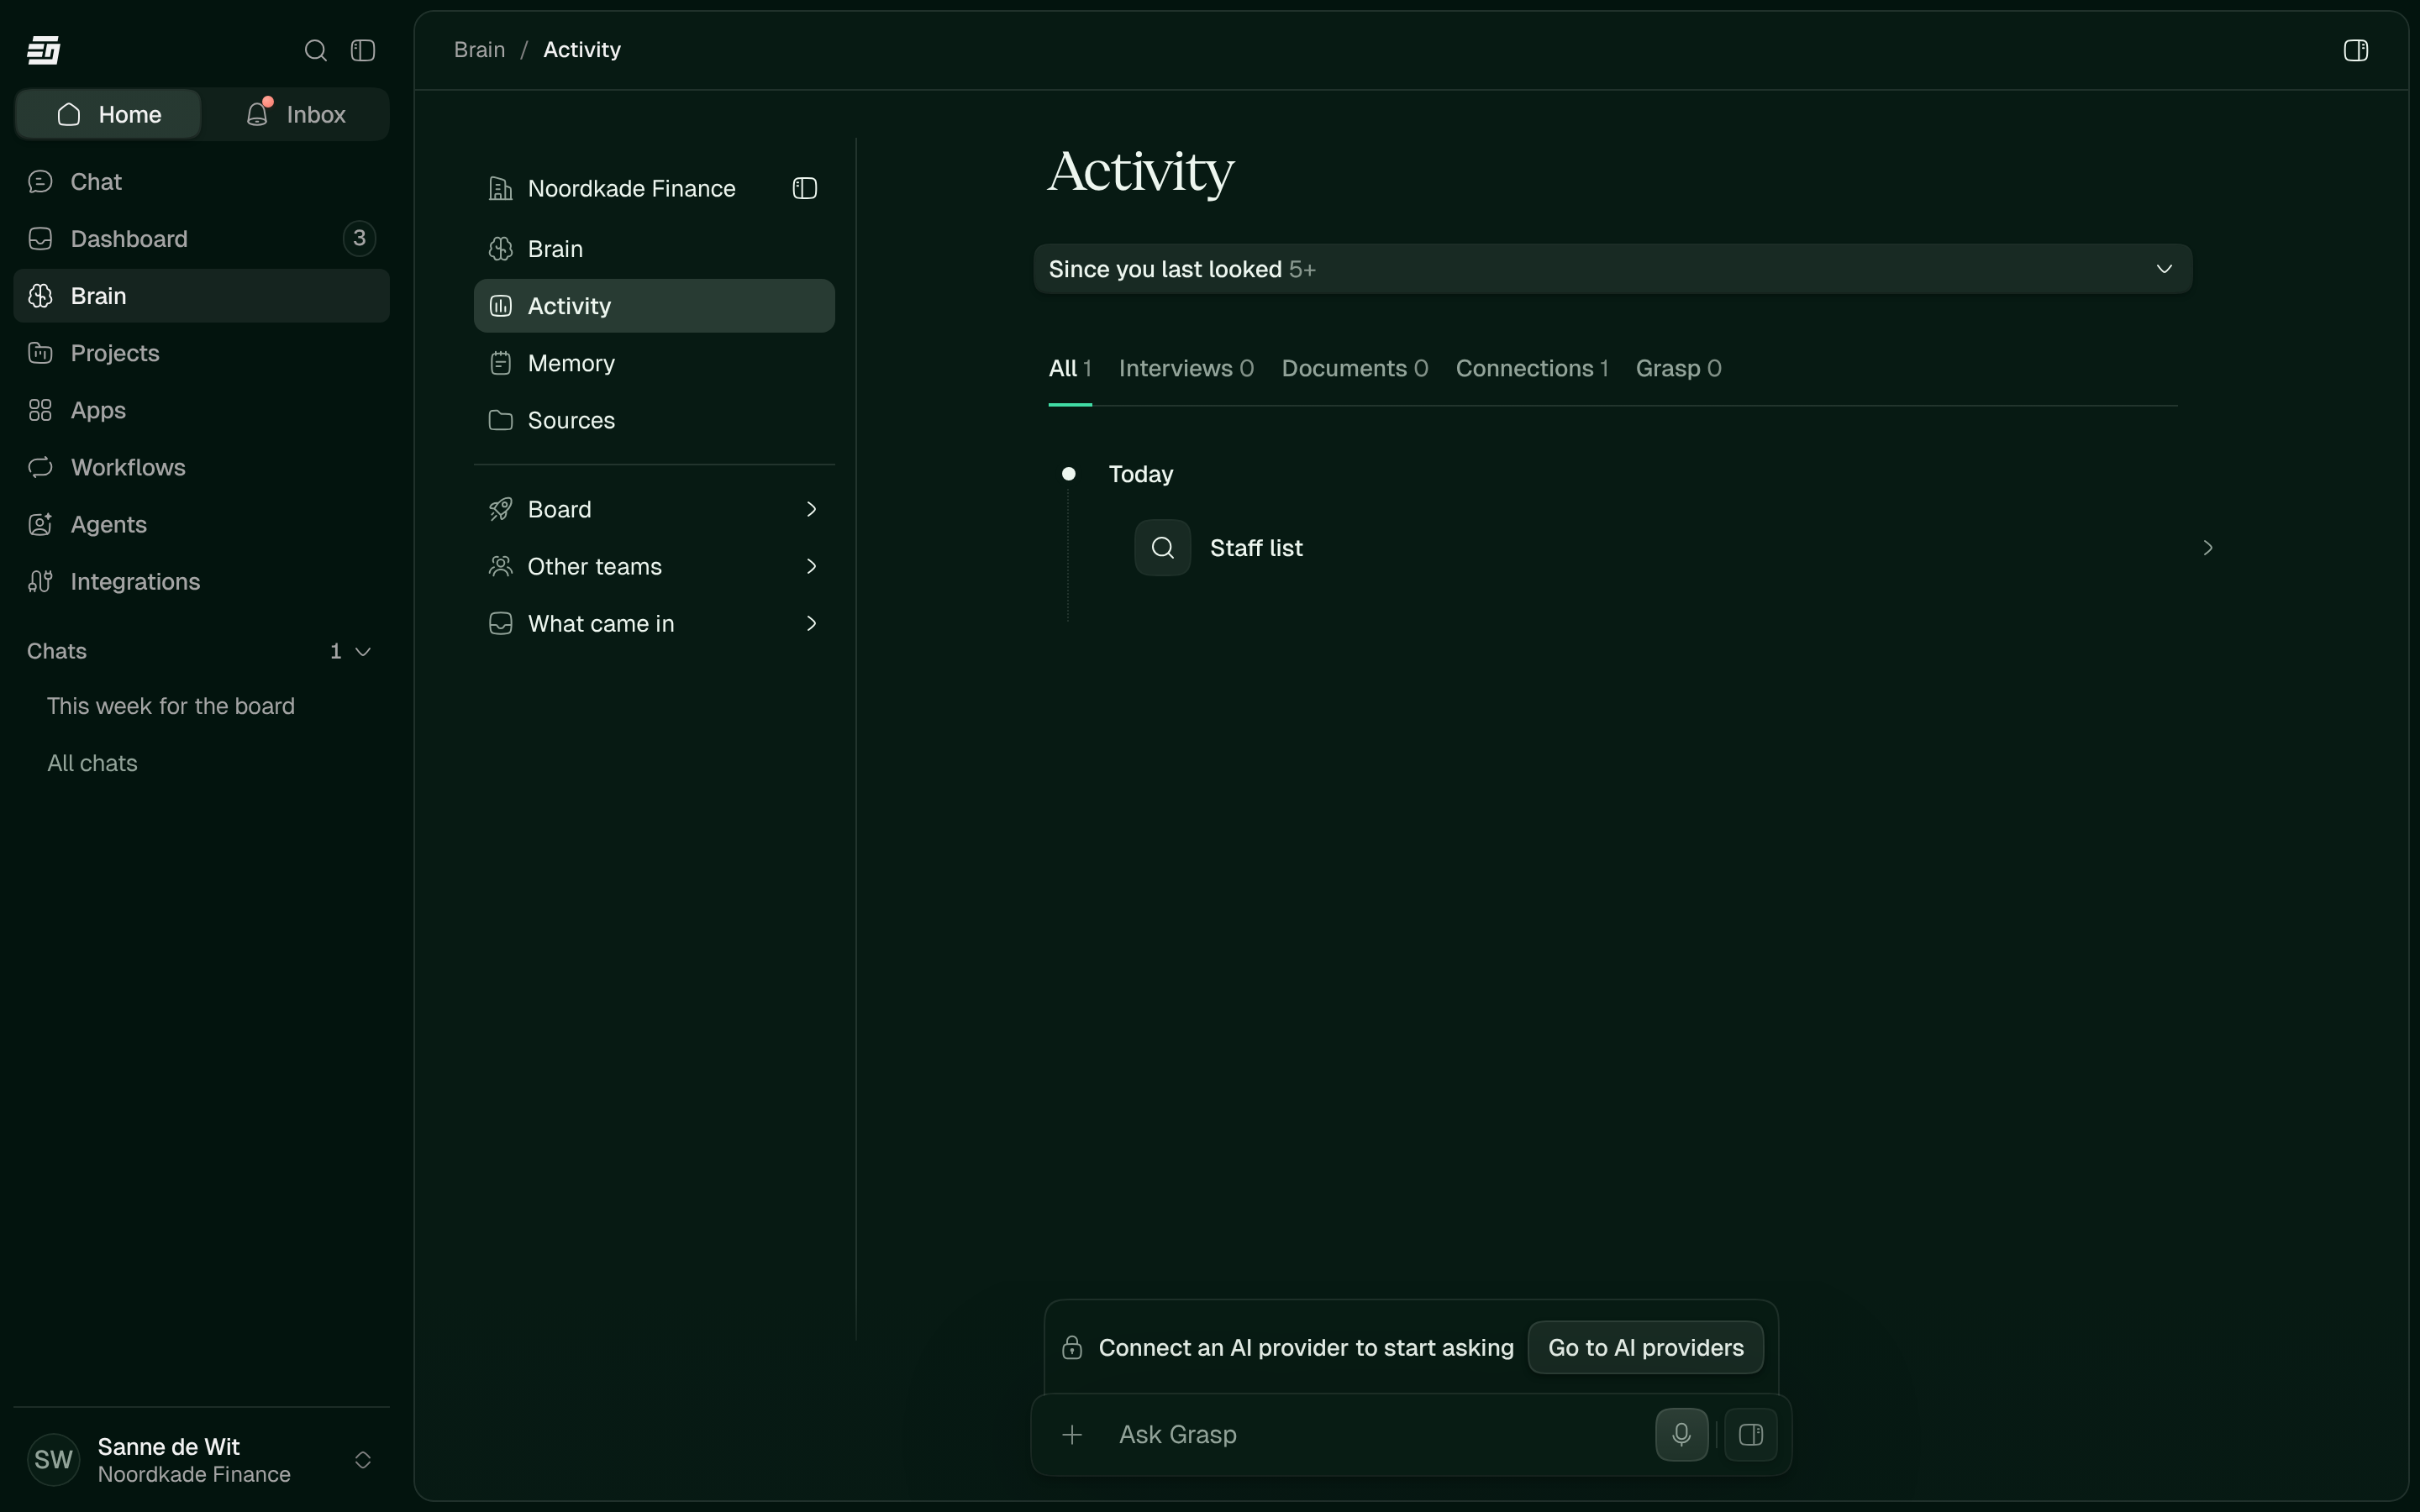 Home
Inbox
Chat
Dashboard 3
Brain
Projects
Apps
Workflows
Agents
Integrations
Chats 1
This week for the board
All chats
SW
Sanne de Wit
Noordkade Finance
Brain / Activity
Noordkade Finance
Brain
Activity
Memory
Sources
Board
Other teams
What came in
Activity
Since you last looked 5+
All 1 Interviews 0 Documents 0 Connections 1 Grasp 0
Today
Staff list
Connect an AI provider to start asking Go to AI providers
Ask Grasp